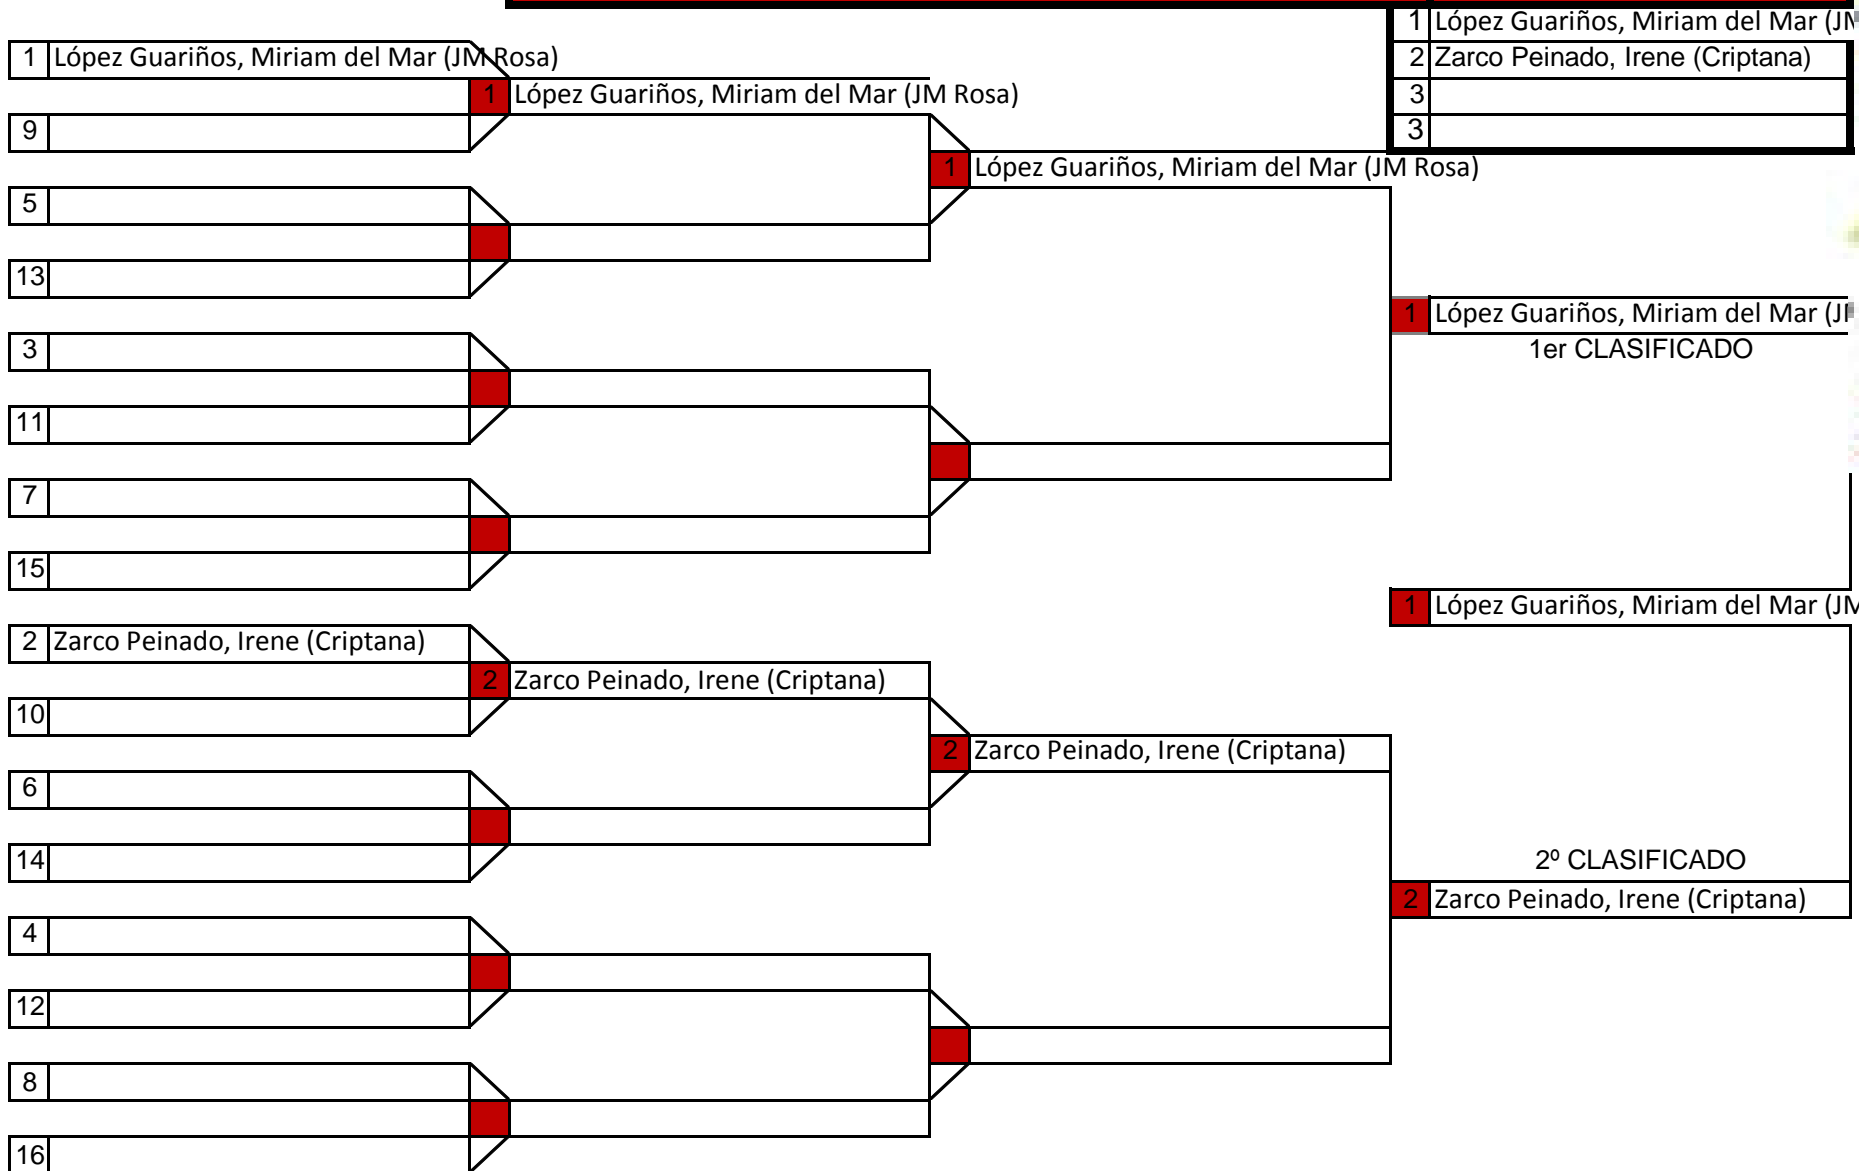 1 López Guariños, Miriam del Mar (JM
1 López Guariños, Miriam del Mar (JM Rosa)
2 Zarco Peinado, Irene (Criptana)
1 López Guariños, Miriam del Mar (JM Rosa)
3
9
3
1 López Guariños, Miriam del Mar (JM Rosa)
5
13
1 López Guariños, Miriam del Mar (J
3
1er CLASIFICADO
11
7
15
1 López Guariños, Miriam del Mar (JM
2 Zarco Peinado, Irene (Criptana)
2 Zarco Peinado, Irene (Criptana)
10
2 Zarco Peinado, Irene (Criptana)
6
14
2º CLASIFICADO
2 Zarco Peinado, Irene (Criptana)
4
12
8
16